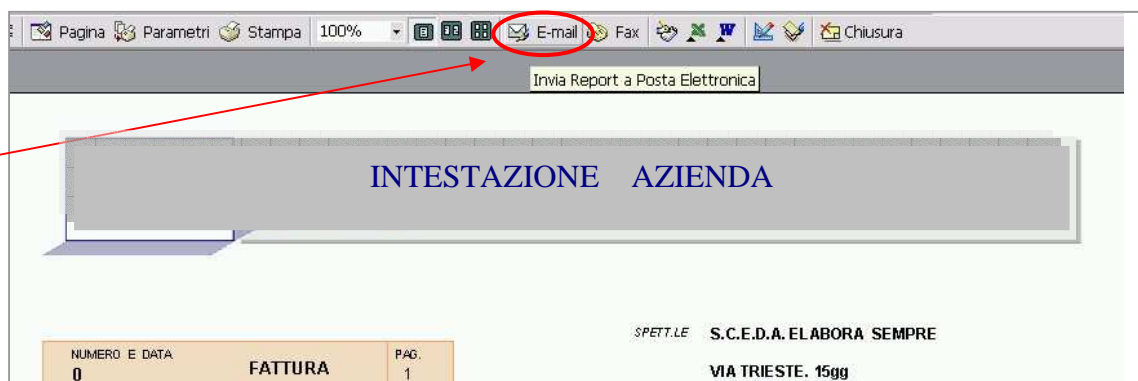 Pagina Parametri Stampa 100% E-mail Fax Chiusura
Invia Report a Posta Elettronica
INTESTAZIONE AZIENDA
SPETT.LE S.C.E.D.A. ELABORA SEMPRE
NUMERO E DATA FATTURA PAG.
0 1
VIA TRIESTE. 15gg